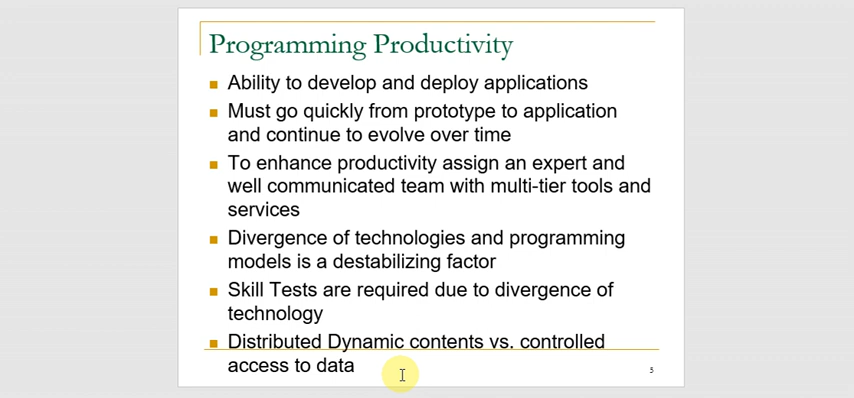 Programming Productivity
Ability to develop and deploy applications
Must go quickly from prototype to application
and continue to evolve over time
To enhance productivity assign an expert and
well communicated team with multi-tier tools and
services
Divergence of technologies and programming
models is a destabilizing factor
Skill Tests are required due to divergence of
technology
Distributed Dynamic contents vs. controlled
access to data
5